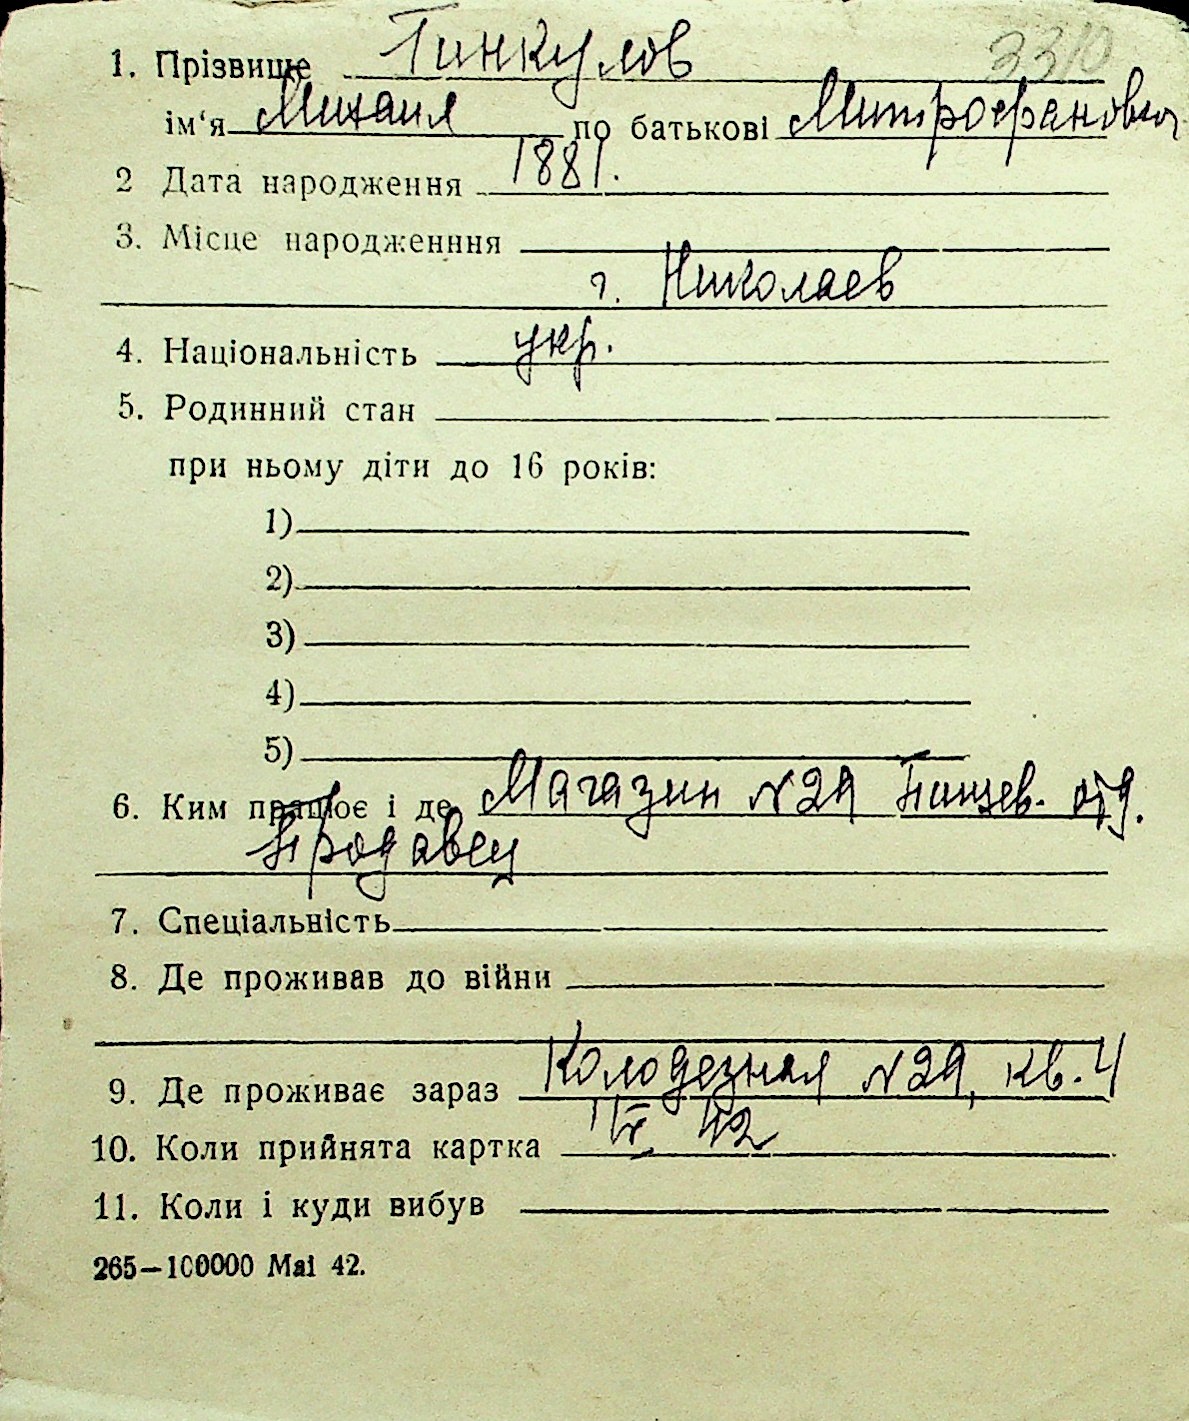 3310
1. Прізвище Гинкулов
ім‘я Михаил по батькові Митрофанович
2 Дата народження 1881.
3. Місце народженння
г. Николаев
4. Національність укр.
5. Родинний стан
при ньому діти до 16 років:
1)
2)
3)
4)
5)
6. Ким працює і де Магазин №29 Пищев. отд.
продавец
7. Спеціальність
8. Де проживав до війни
9. Де проживає зараз Колодезная №29, кв. 4
10. Коли прийнята картка 42
11. Коли і куди вибув
265—100000 Mai 42.